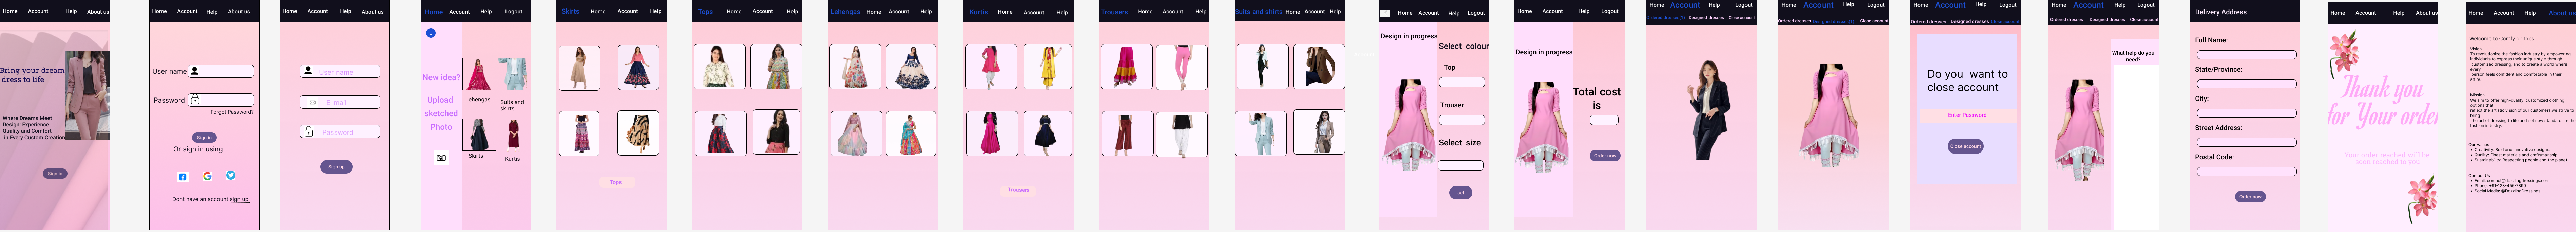 Home Account Help About us
Bring your dream
dress to life
Where Dreams Meet
Design: Experience
Quality and Comfort
in Every Custom Creation
Sign in
Home Account Help About us
User name
Password
Forgot Password?
Sign in
Or sign in using
Dont have an account sign up
Home Account Help About us
User name
E-mail
Password
Sign up
Home Account Help Logout
U
New idea?
Upload
sketched
Photo
Lehengas
Suits and
skirts
Skirts
Kurtis
Skirts Home Account Help
Tops
Tops Home Account Help
Lehengas Home Account Help
Kurtis Home Account Help
Trousers
Trousers Home Account Help
Suits and shirts Home Account Help
Home Account Help Logout
Design in progress
Select colour
Top
Trouser
Select size
Home Account Help Logout
Design in progress
Total cost
is
Order now
Home Account Help Logout
Ordered dresses(1) Designed dresses Close account
Home Account Help Logout
Ordered dresses Designed dresses(1) Close account
Home Account Help Logout
Ordered dresses Designed dresses Close account
Do you want to
close account
Enter Password
Close account
Home Account Help Logout
Ordered dresses Designed dresses Close account
What help do you
need?
Delivery Address
Full Name:
State/Province:
City:
Street Address:
Postal Code:
Order now
Home Account Help About us
Thank you
for Your order
Your order reached will be
soon reached to you
Home Account Help About us
Welcome to Comify clothes
Vision
To revolutionize the fashion industry by empowering
individuals to express their unique style through
customized dressing, and to create a world where
every
person feels confident and comfortable in their
attire.
Mission
We aim to offer high-quality, customized clothing
options that
reflect the artistic vision of our customers.we strive to
bring
the art of dressing to life and set new standards in the
fashion industry.
Our Values
Creativity: Bold and innovative designs.
Quality: Finest materials and craftsmanship.
Sustainability: Respecting people and the planet.
Contact Us
Email: contact@dazzlingdressings.com
Phone: +91-123-456-7890
Social Media: @DazzlingDressings